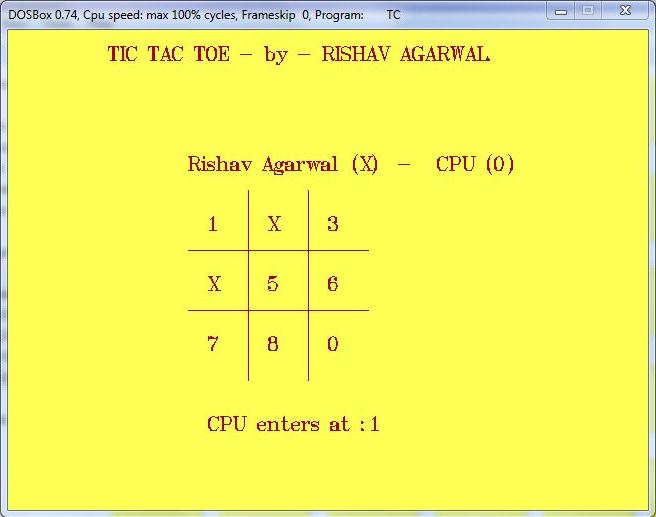 DOSBox 0.74, Cpu speed: max 100% cycles, Frameskip 0, Program: TC
TIC TAC TOE - by - RISHAV AGARWAL
Rishav Agarwal (X) - CPU (0)
1 X 3
X 5 6
7 8 0
CPU enters at : 1